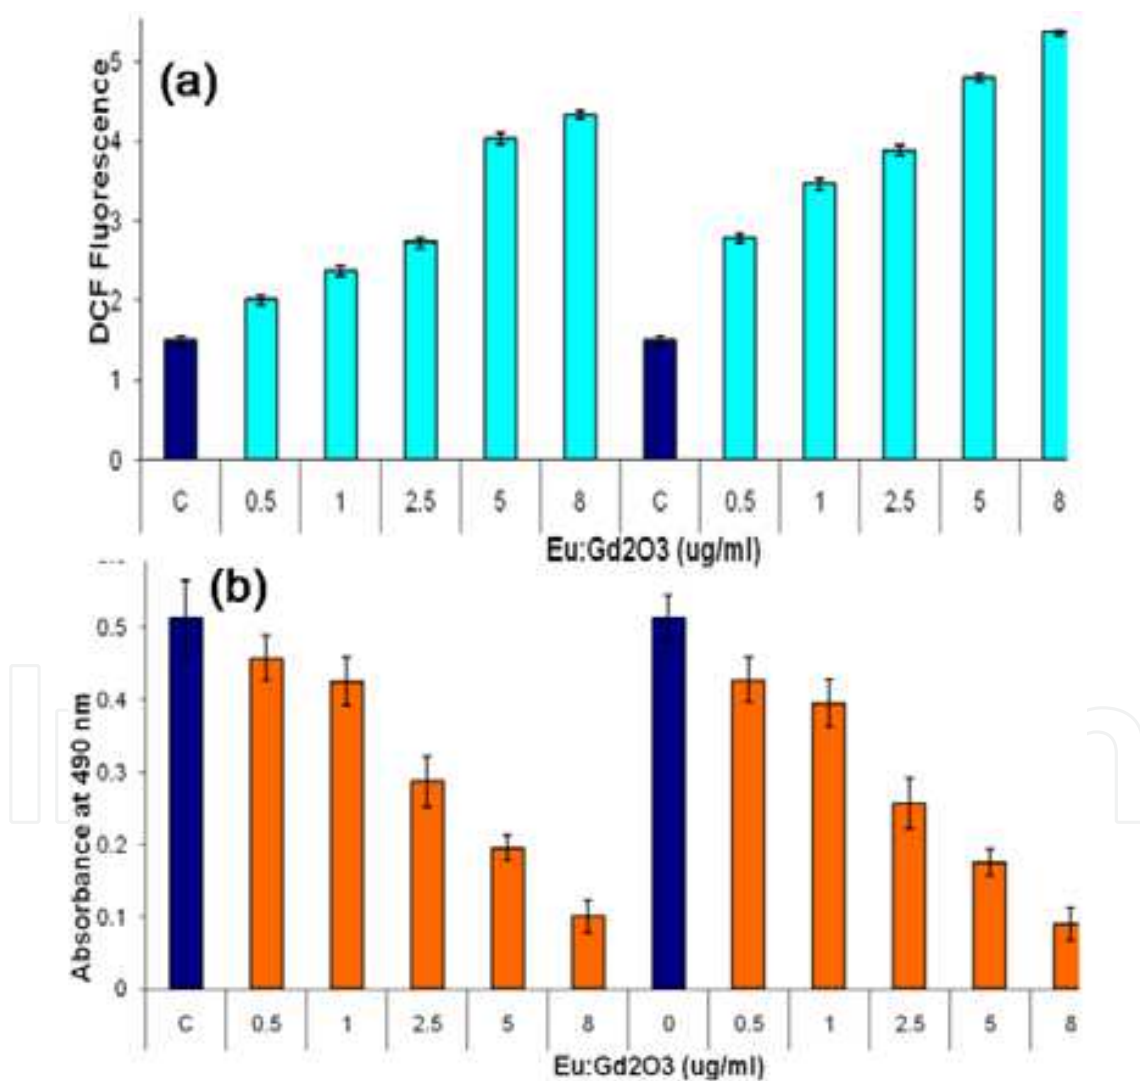 (a)
DCF Fluorescence
5
4
3
2
1
0
C 0.5 1 2.5 5 8 C 0.5 1 2.5 5 8
Eu:Gd2O3 (ug/ml)
(b)
Absorbance at 490 nm
0.5
0.4
0.3
0.2
0.1
0
C 0.5 1 2.5 5 8 0 0.5 1 2.5 5 8
Eu:Gd2O3 (ug/ml)